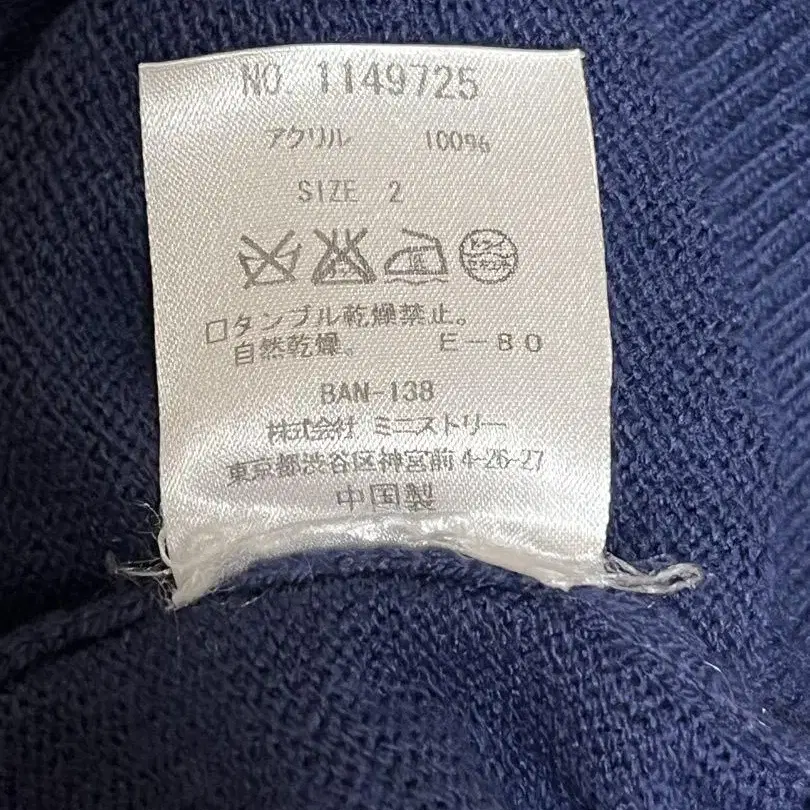 NO. 1149725
アクリル 100%
SIZE 2
ドライ
タンブル乾燥禁止。
自然乾燥。 E-80
BAN-138
株式会社 ミニストリー
東京都渋谷区神宮前4-26-27
中国製